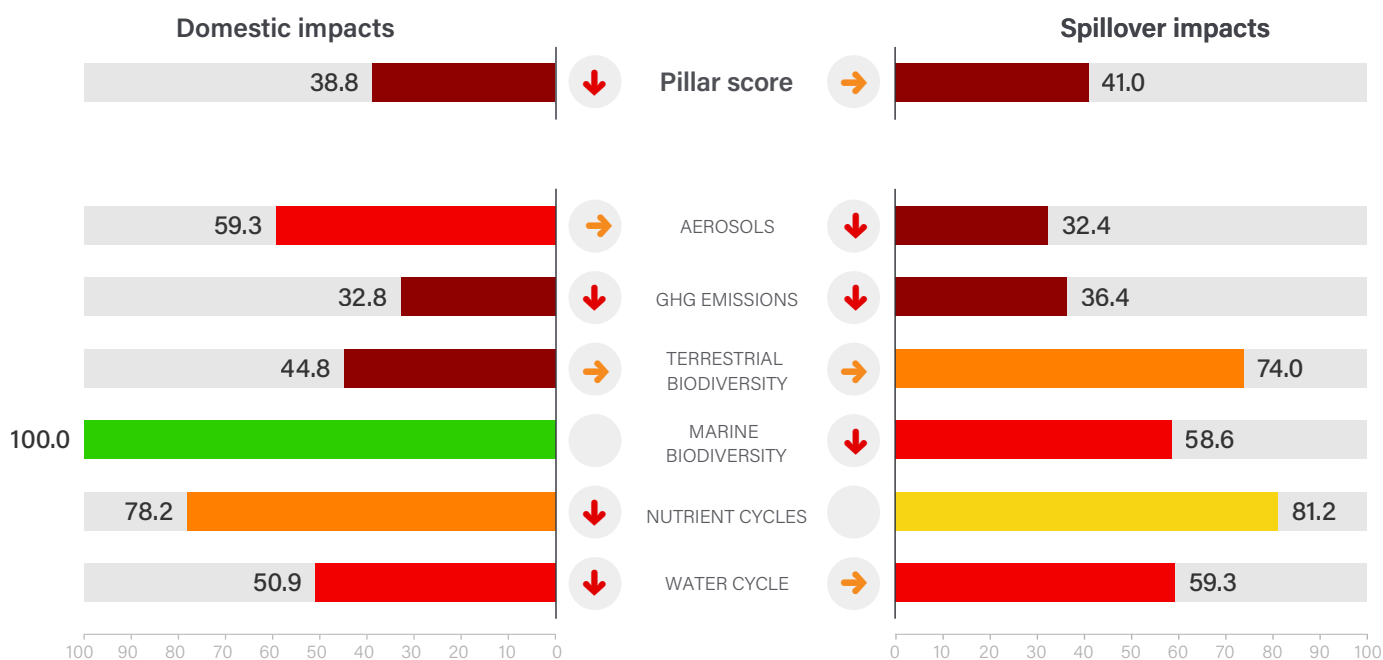 Domestic impacts
Spillover impacts
38.8
Pillar score
41.0
59.3
AEROSOLS
32.4
32.8
GHG EMISSIONS
36.4
44.8
TERRESTRIAL
BIODIVERSITY
74.0
100.0
MARINE
BIODIVERSITY
58.6
78.2
NUTRIENT CYCLES
81.2
50.9
WATER CYCLE
59.3
100 90 80 70 60 50 40 30 20 10 0
0 10 20 30 40 50 60 70 80 90 100